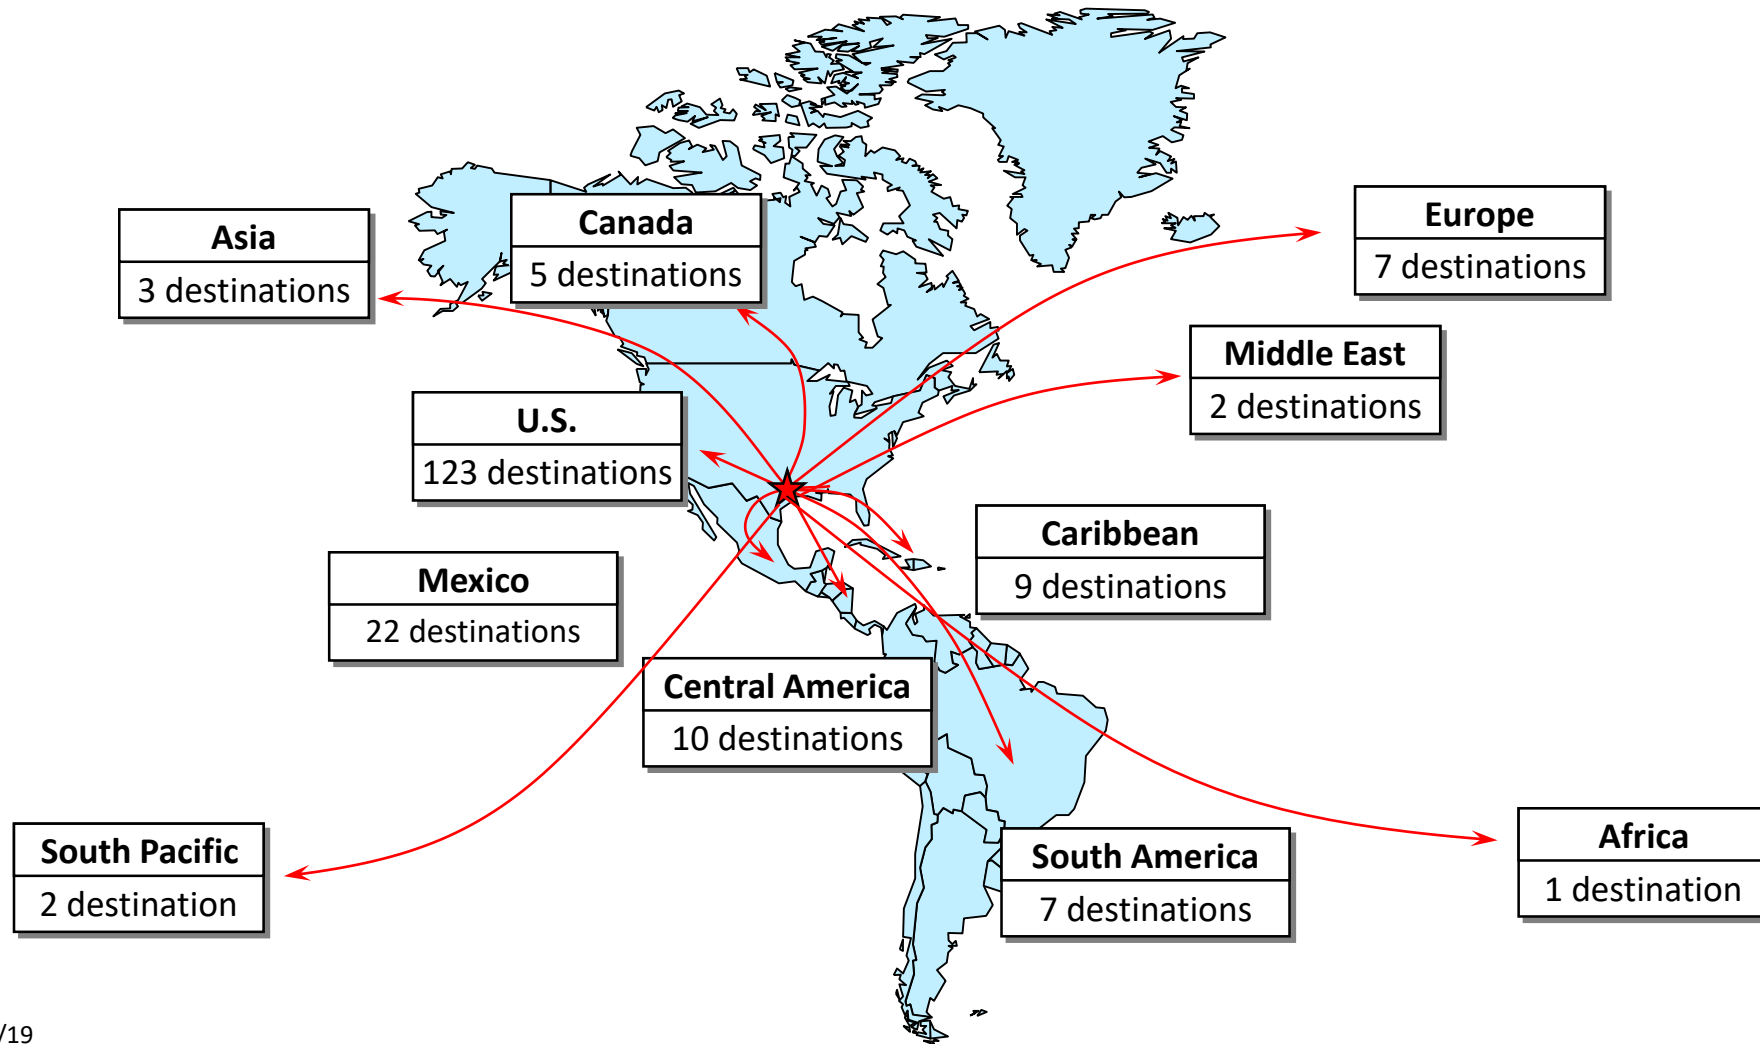 Asia
3 destinations
Canada
5 destinations
Europe
7 destinations
Middle East
2 destinations
U.S.
123 destinations
Caribbean
9 destinations
Mexico
22 destinations
Central America
10 destinations
South Pacific
2 destination
South America
7 destinations
Africa
1 destination
/19